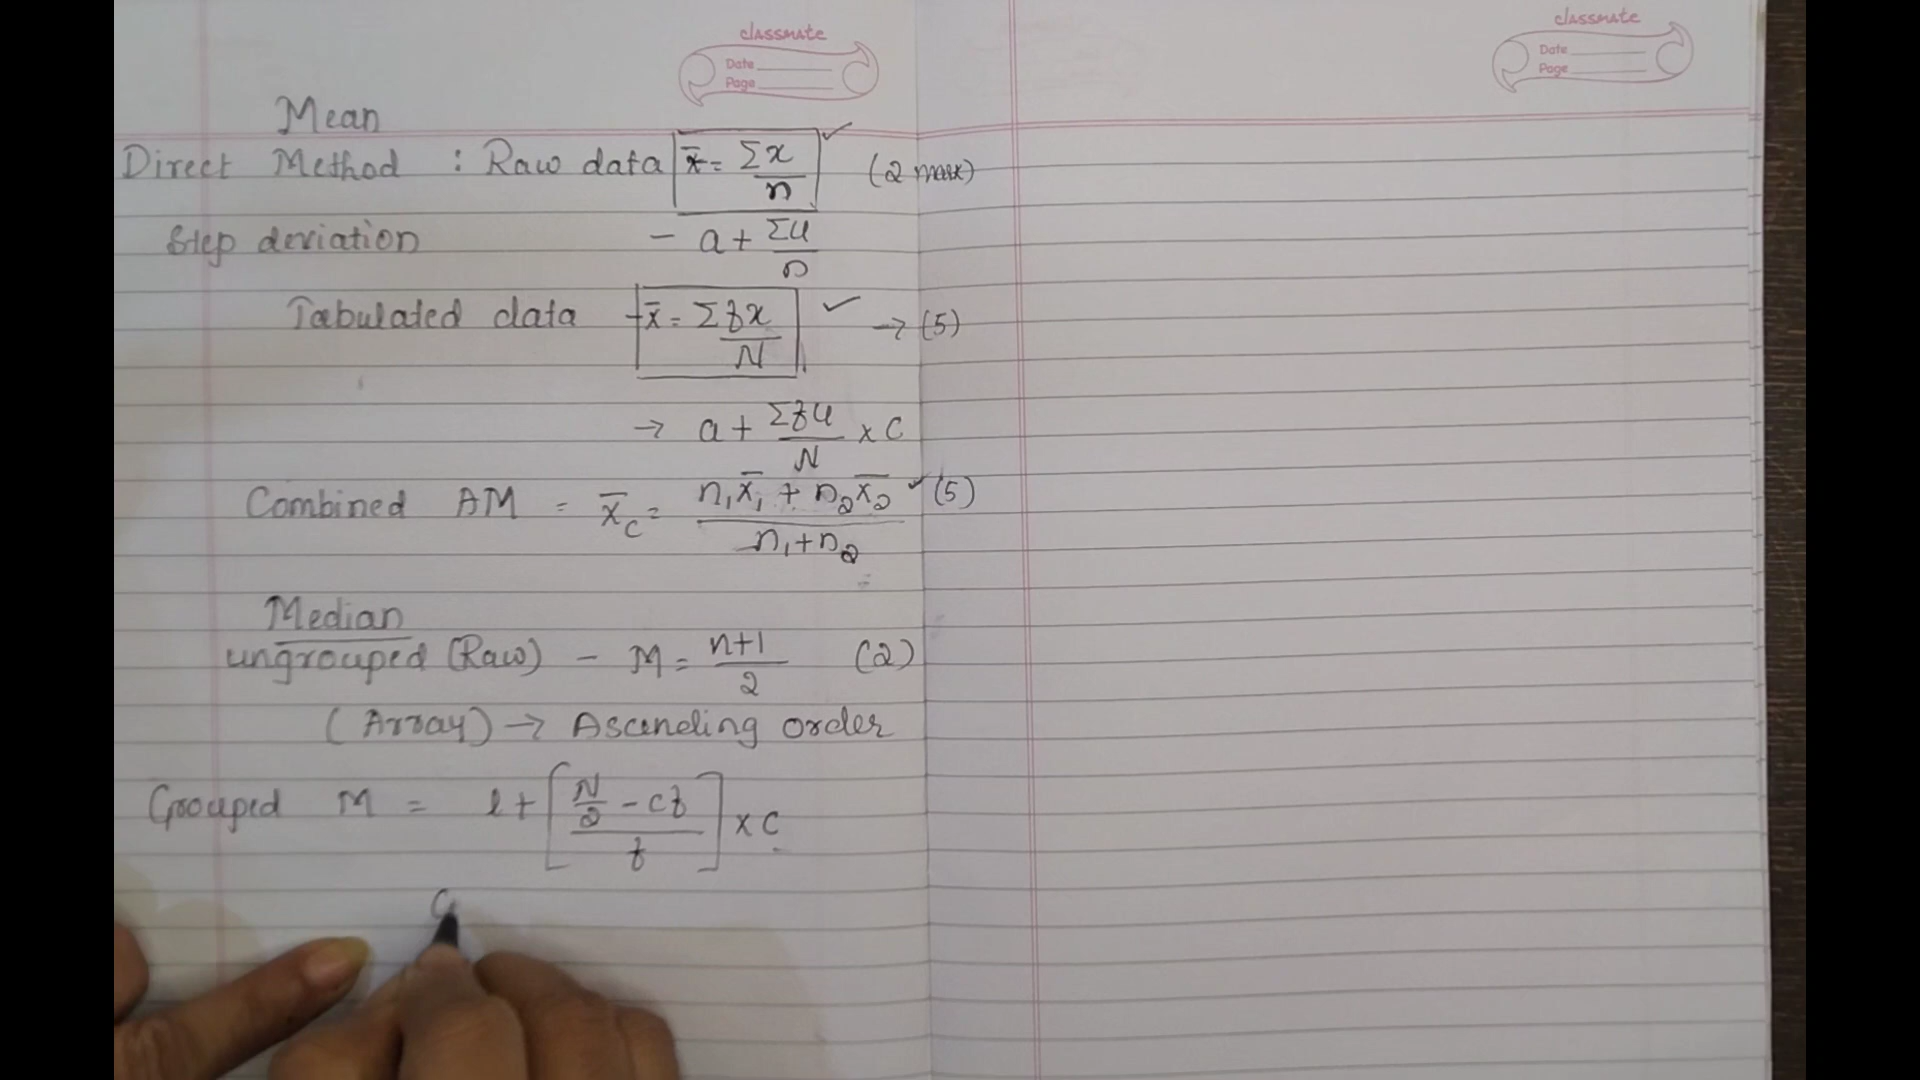 classmate
Date
Page
classmate
Date
Page
Mean
Direct Method : Raw data x̄ = Σx/n ✓ (2 mark)
Step deviation - a + Σu/n
Tabulated data - x̄ = Σfx/N ✓ → (5)
→ a + Σfu/N × c
Combined AM = x̄c = n₁x̄₁ + n₂x̄₂ / n₁+n₂ ✓ (5)
Median
ungrouped (Raw) - M = n+1/2 (2)
(Array) → Ascending order
Grouped M = l + [N/2 - cf / f] × c